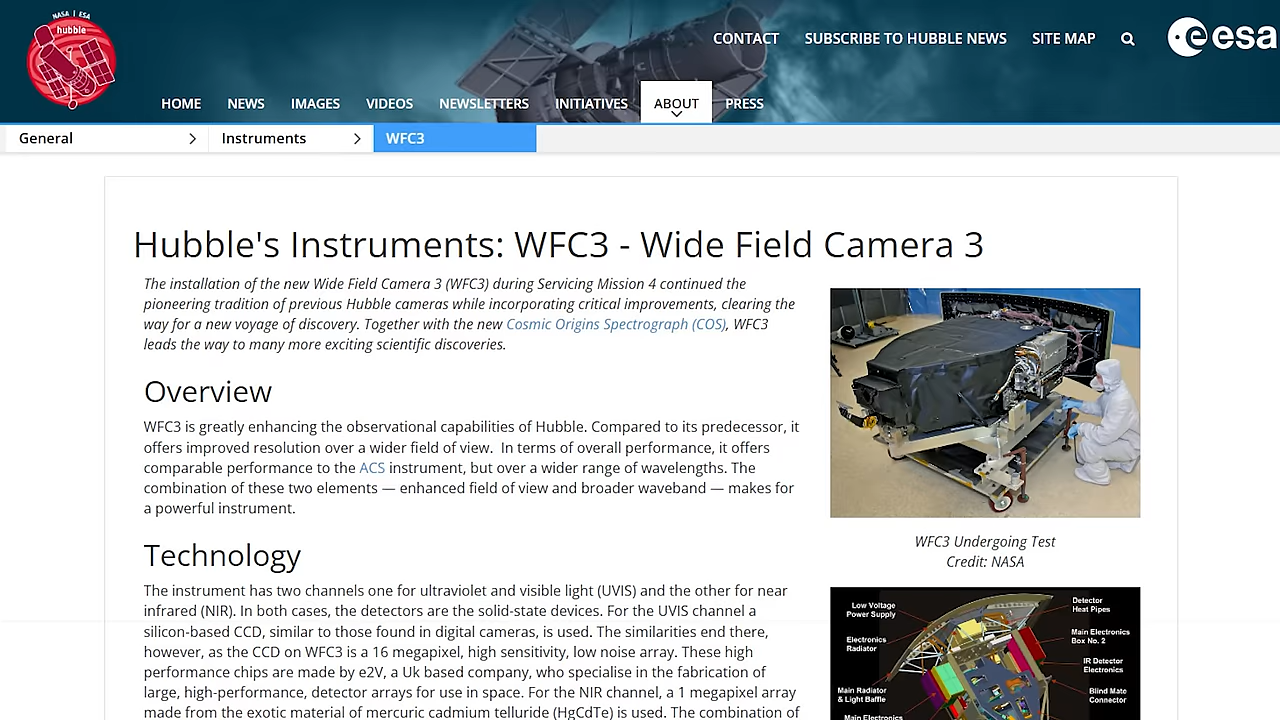 NASA | ESA
hubble
CONTACT SUBSCRIBE TO HUBBLE NEWS SITE MAP
esa
HOME NEWS IMAGES VIDEOS NEWSLETTERS INITIATIVES ABOUT PRESS
General Instruments WFC3
Hubble's Instruments: WFC3 - Wide Field Camera 3
The installation of the new Wide Field Camera 3 (WFC3) during Servicing Mission 4 continued the
pioneering tradition of previous Hubble cameras while incorporating critical improvements, clearing the
way for a new voyage of discovery. Together with the new Cosmic Origins Spectrograph (COS), WFC3
leads the way to many more exciting scientific discoveries.
Overview
WFC3 is greatly enhancing the observational capabilities of Hubble. Compared to its predecessor, it
offers improved resolution over a wider field of view. In terms of overall performance, it offers
comparable performance to the ACS instrument, but over a wider range of wavelengths. The
combination of these two elements — enhanced field of view and broader waveband — makes for
a powerful instrument.
Technology
The instrument has two channels one for ultraviolet and visible light (UVIS) and the other for near
infrared (NIR). In both cases, the detectors are the solid-state devices. For the UVIS channel a
silicon-based CCD, similar to those found in digital cameras, is used. The similarities end there,
however, as the CCD on WFC3 is a 16 megapixel, high sensitivity, low noise array. These high
performance chips are made by e2V, a Uk based company, who specialise in the fabrication of
large, high-performance, detector arrays for use in space. For the NIR channel, a 1 megapixel array
made from the exotic material of mercuric cadmium telluride (HgCdTe) is used. The combination of
WFC3 Undergoing Test
Credit: NASA
Low Voltage
Power Supply
Electronics
Radiator
Main Radiator
& Light Baffle
Main Electronics
Detector
Heat Pipes
Main Electronics
Box No. 2
IR Detector
Electronics
Blind Mate
Connector